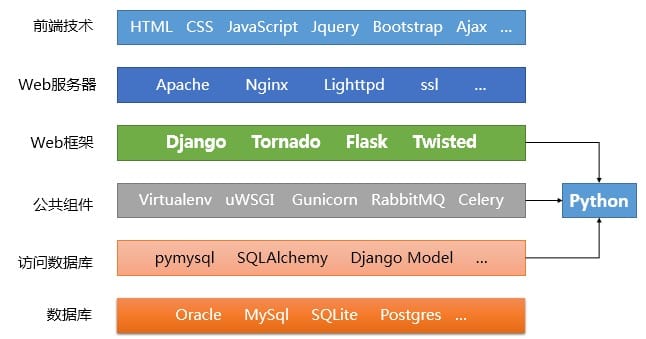 前端技术 HTML CSS JavaScript Jquery Bootstrap Ajax ...
Web服务器 Apache Nginx Lighttpd ssl ...
Web框架 Django Tornado Flask Twisted
公共组件 Virtualenv uWSGI Gunicorn RabbitMQ Celery Python
访问数据库 pymysql SQLAlchemy Django Model ...
数据库 Oracle MySql SQLite Postgres ...